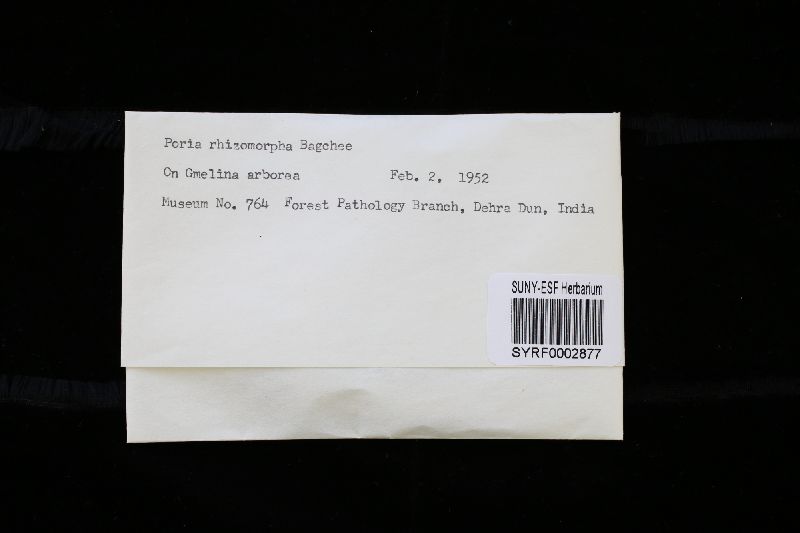 Poria rhizomorpha Bagchee
On Gmelina arborea Feb. 2, 1952
Museum No. 764 Forest Pathology Branch, Dehra Dun, India
SUNY-ESF Herbarium
SYRF0002877